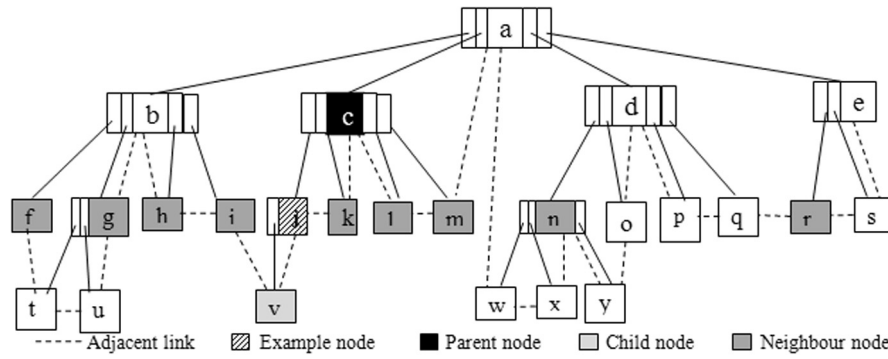 a
b c d e
f g h i j k l m n o p q r s
t u v w x y
Adjacent link Example node Parent node Child node Neighbour node